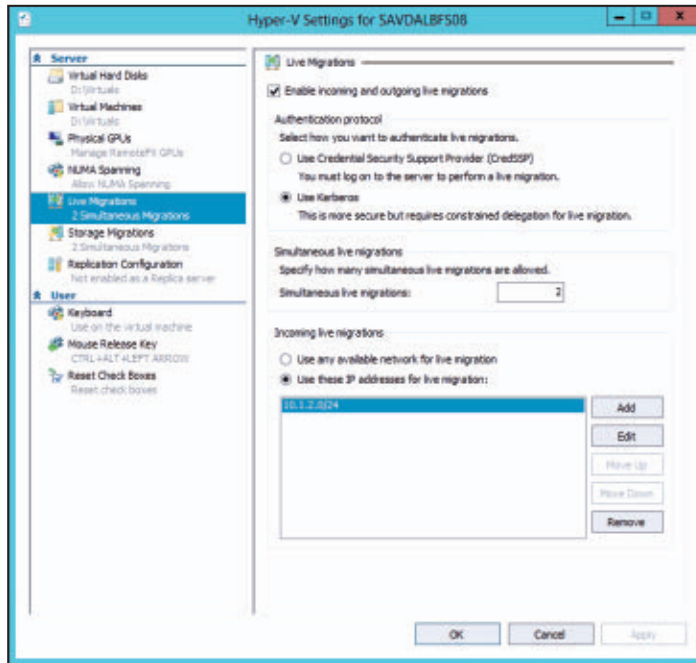 Hyper-V Settings for SAVDALBFS08
Server
Virtual Hard Disks
D:\Virtuals
Virtual Machines
D:\Virtuals
Physical GPUs
Manage RemoteFX GPUs
NUMA Spanning
Allow NUMA Spanning
Live Migrations
2 Simultaneous Migrations
Storage Migrations
2 Simultaneous Migrations
Replication Configuration
Not enabled as a Replica server
User
Keyboard
Use on the virtual machine
Mouse Release Key
CTRL+ALT+LEFT ARROW
Reset Check Boxes
Reset check boxes
Live Migrations
Enable incoming and outgoing live migrations
Authentication protocol
Select how you want to authenticate live migrations.
Use Credential Security Support Provider (CredSSP)
You must log on to the server to perform a live migration.
Use Kerberos
This is more secure but requires constrained delegation for live migration.
Simultaneous live migrations
Specify how many simultaneous live migrations are allowed.
Simultaneous live migrations: 2
Incoming live migrations
Use any available network for live migration
Use these IP addresses for live migration:
10.1.2.0/24
Add
Edit
Move Up
Move Down
Remove
OK Cancel Apply